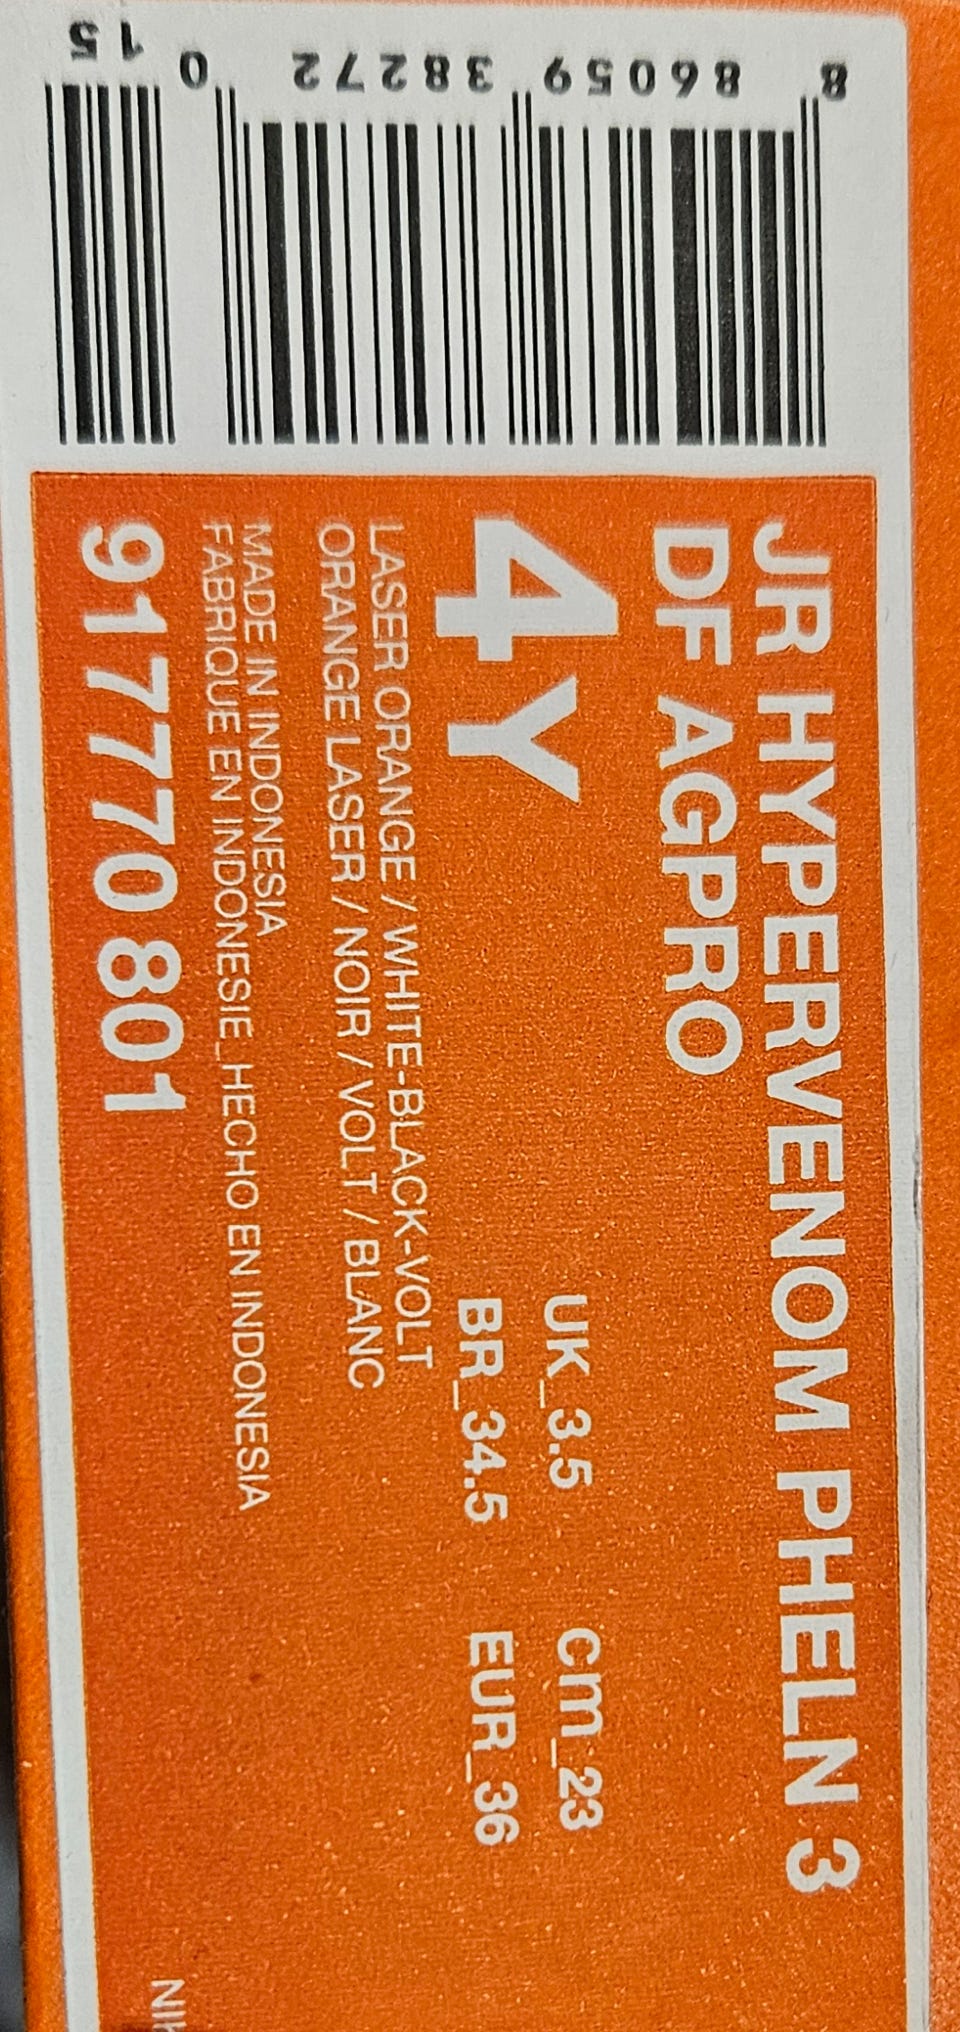 JR HYPERVENOM PHELN 3
DF AGPRO
4Y
UK_3.5 cm_23
BR_34.5 EUR_36
LASER ORANGE / WHITE-BLACK-VOLT
ORANGE LASER / NOIR / VOLT / BLANC
MADE IN INDONESIA
FABRIQUE EN INDONESIE_HECHO EN INDONESIA
917770 801
8 86059 38272 0 15